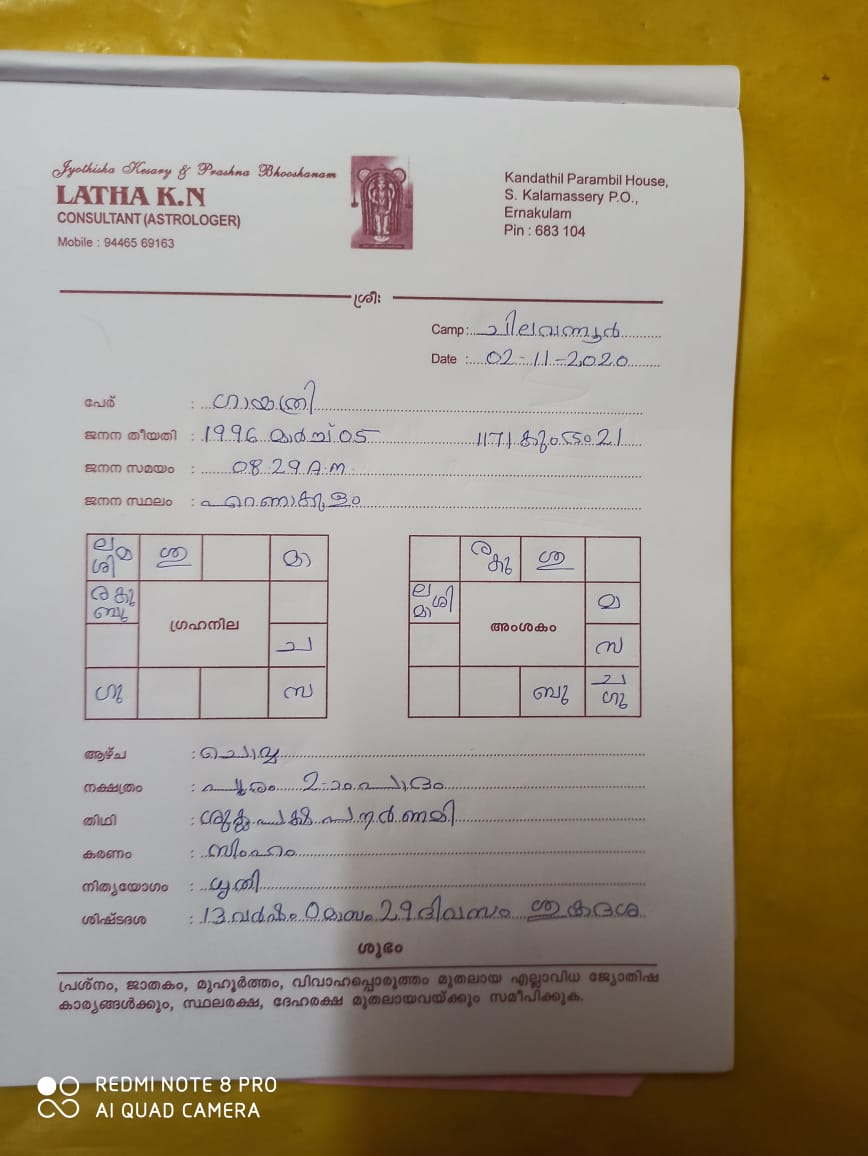 Jyothisha Kesary & Prashna Bhooshanam
LATHA K.N
CONSULTANT (ASTROLOGER)
Mobile : 94465 69163
Kandathil Parambil House,
S. Kalamassery P.O.,
Ernakulam
Pin : 683 104
ശ്രീഃ
Camp: ചിലവന്നൂർ
Date : 02-11-2020
പേര് : ഗായത്രി
ജനന തീയതി : 1996 മാർച്ച് 05 1171 കുംഭം 21
ജനന സമയം : 08.29 A.m
ജനന സ്ഥലം : എറണാകുളം
ല മ ശി
ശു
മാ
ര കു ബു
ഗ്രഹനില
ച
ഗു
സ
ര കു
ശു
ല മാ ശി
അംശകം
മ
സ
ബു
ച ഗു
ആഴ്ച : ചൊവ്വ
നക്ഷത്രം : പൂരം 2-ാം പാദം
തിഥി : ശുക്ലപക്ഷ പൗർണമി
കരണം : സിംഹം
നിത്യയോഗം : ധൃതി
ശിഷ്ടദശ : 13 വർഷം 0 മാസം 29 ദിവസം ശുക്രദശ
ശുഭം
പ്രശ്നം, ജാതകം, മുഹൂർത്തം, വിവാഹപ്പൊരുത്തം മുതലായ എല്ലാവിധ ജ്യോതിഷ
കാര്യങ്ങൾക്കും, സ്ഥലരക്ഷ, ദേഹരക്ഷ മുതലായവയ്ക്കും സമീപിക്കുക.
REDMI NOTE 8 PRO
AI QUAD CAMERA